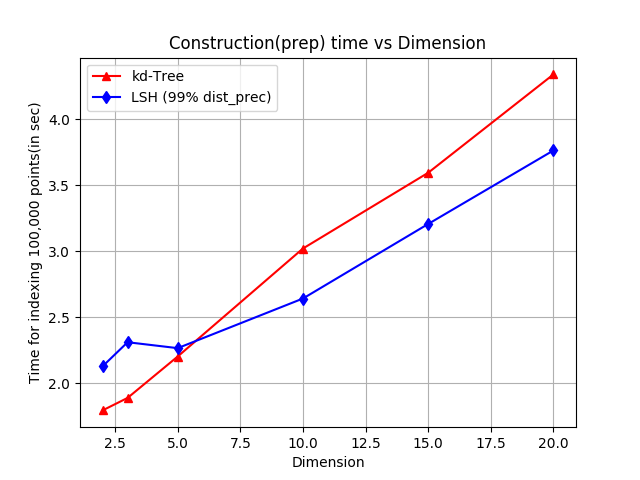 Construction(prep) time vs Dimension
kd-Tree
LSH (99% dist_prec)
Time for indexing 100,000 points(in sec)
4.0
3.5
3.0
2.5
2.0
2.5
5.0
7.5
10.0
12.5
15.0
17.5
20.0
Dimension